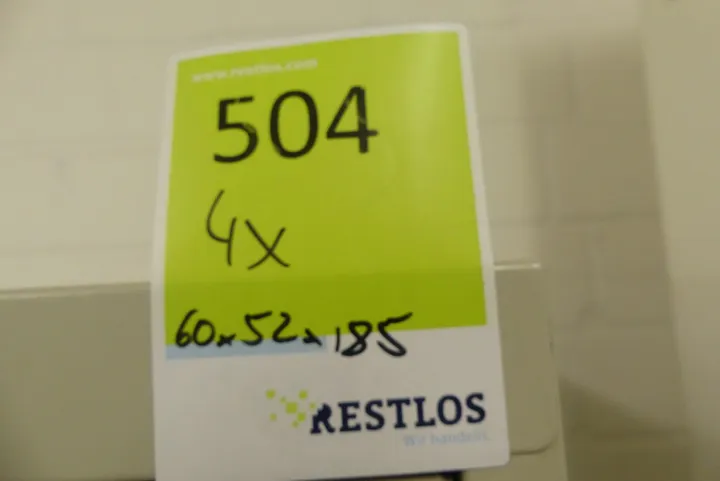 www.restlos.com
504
4x
60x52x185
RESTLOS
Wir handeln.